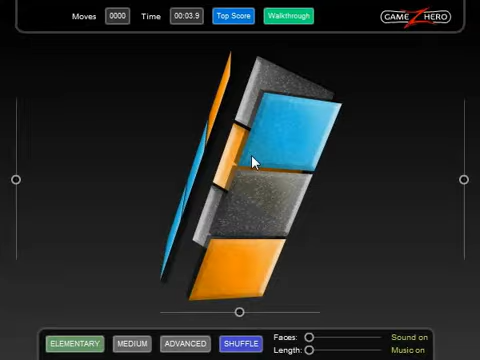 Moves 0000 Time 00:03.9 Top Score Walkthrough GAMEZHERO
ELEMENTARY MEDIUM ADVANCED SHUFFLE
Faces: Sound on
Length: Music on